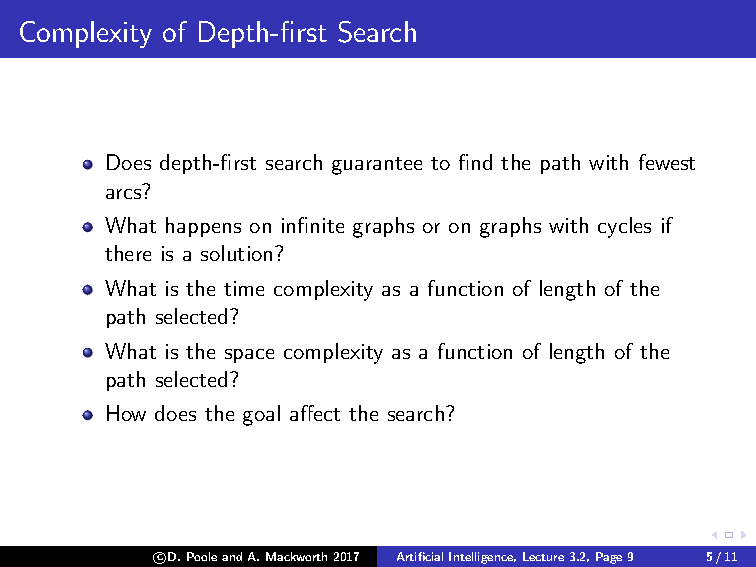 Complexity of Depth-first Search
Does depth-first search guarantee to find the path with fewest
arcs?
What happens on infinite graphs or on graphs with cycles if
there is a solution?
What is the time complexity as a function of length of the
path selected?
What is the space complexity as a function of length of the
path selected?
How does the goal affect the search?
©D. Poole and A. Mackworth 2017
Artificial Intelligence, Lecture 3.2, Page 9
5 / 11